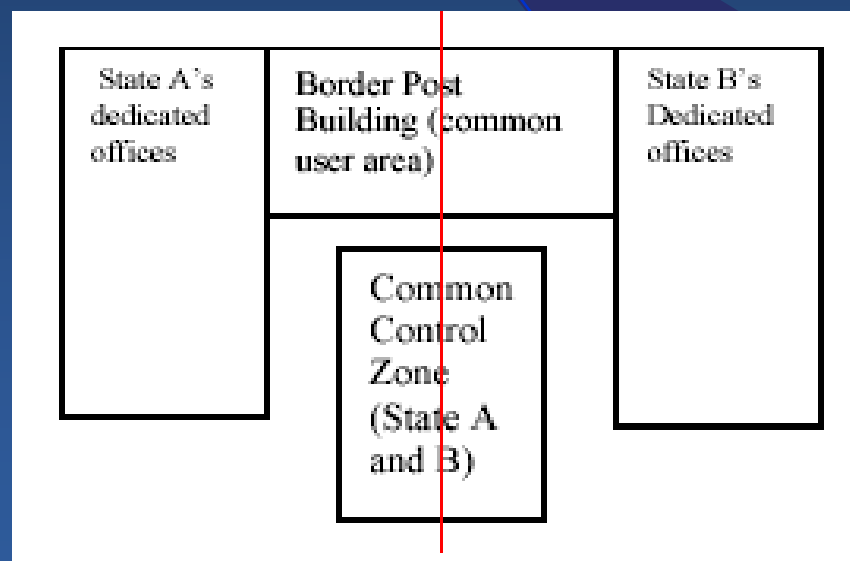 State A's
dedicated
offices
Border Post
Building (common
user area)
State B's
Dedicated
offices
Common
Control
Zone
(State A
and B)